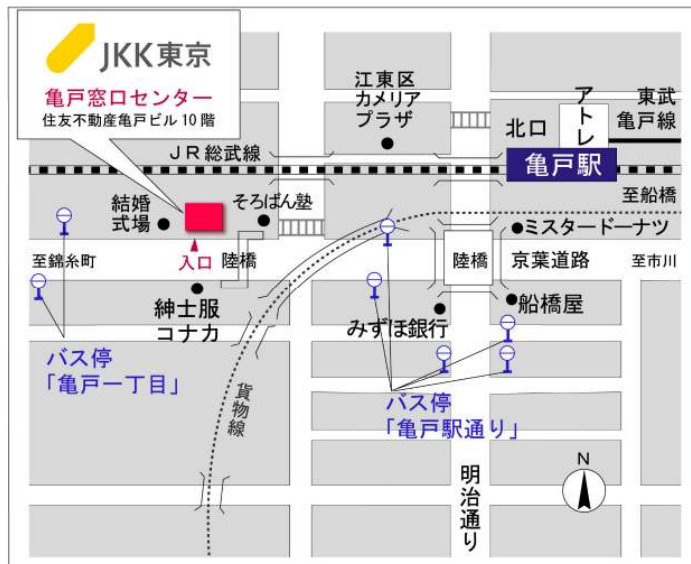 JKK東京
亀戸窓口センター
住友不動産亀戸ビル10階
江東区
カメリア
プラザ
北口
アトレ
東武
亀戸線
JR総武線
亀戸駅
至船橋
結婚
式場
そろばん塾
ミスタードーナツ
至錦糸町
入口
陸橋
陸橋
京葉道路
至市川
紳士服
コナカ
みずほ銀行
船橋屋
バス停
「亀戸一丁目」
貨物線
バス停
「亀戸駅通り」
明治通り
N